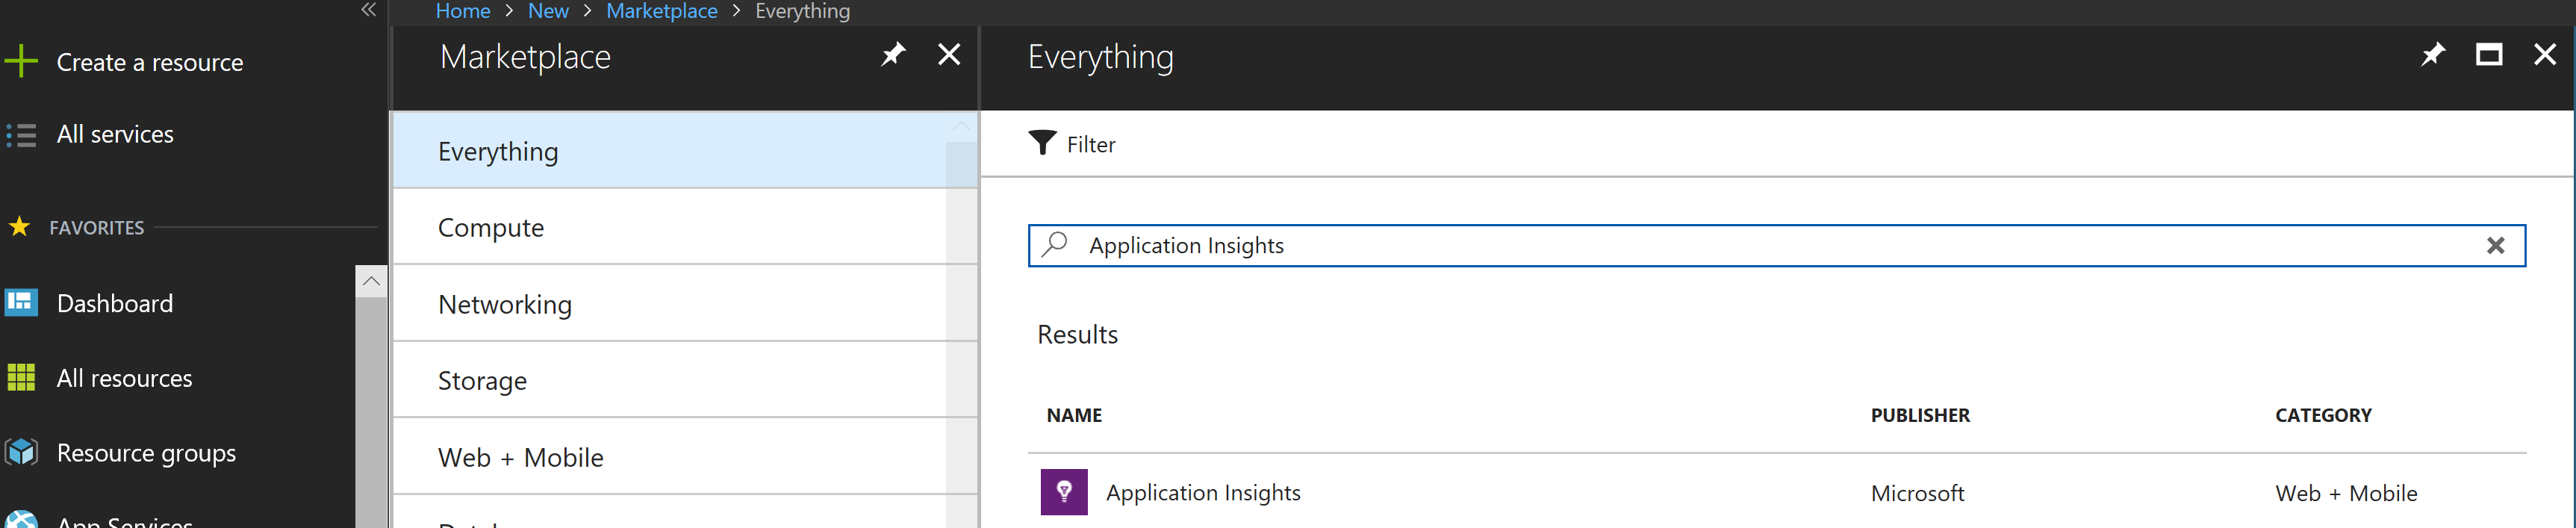 Home > New > Marketplace > Everything
Create a resource
All services
FAVORITES
Dashboard
All resources
Resource groups
App Services
Marketplace
Everything
Compute
Networking
Storage
Web + Mobile
Everything
Filter
Application Insights
Results
NAME PUBLISHER CATEGORY
Application Insights Microsoft Web + Mobile